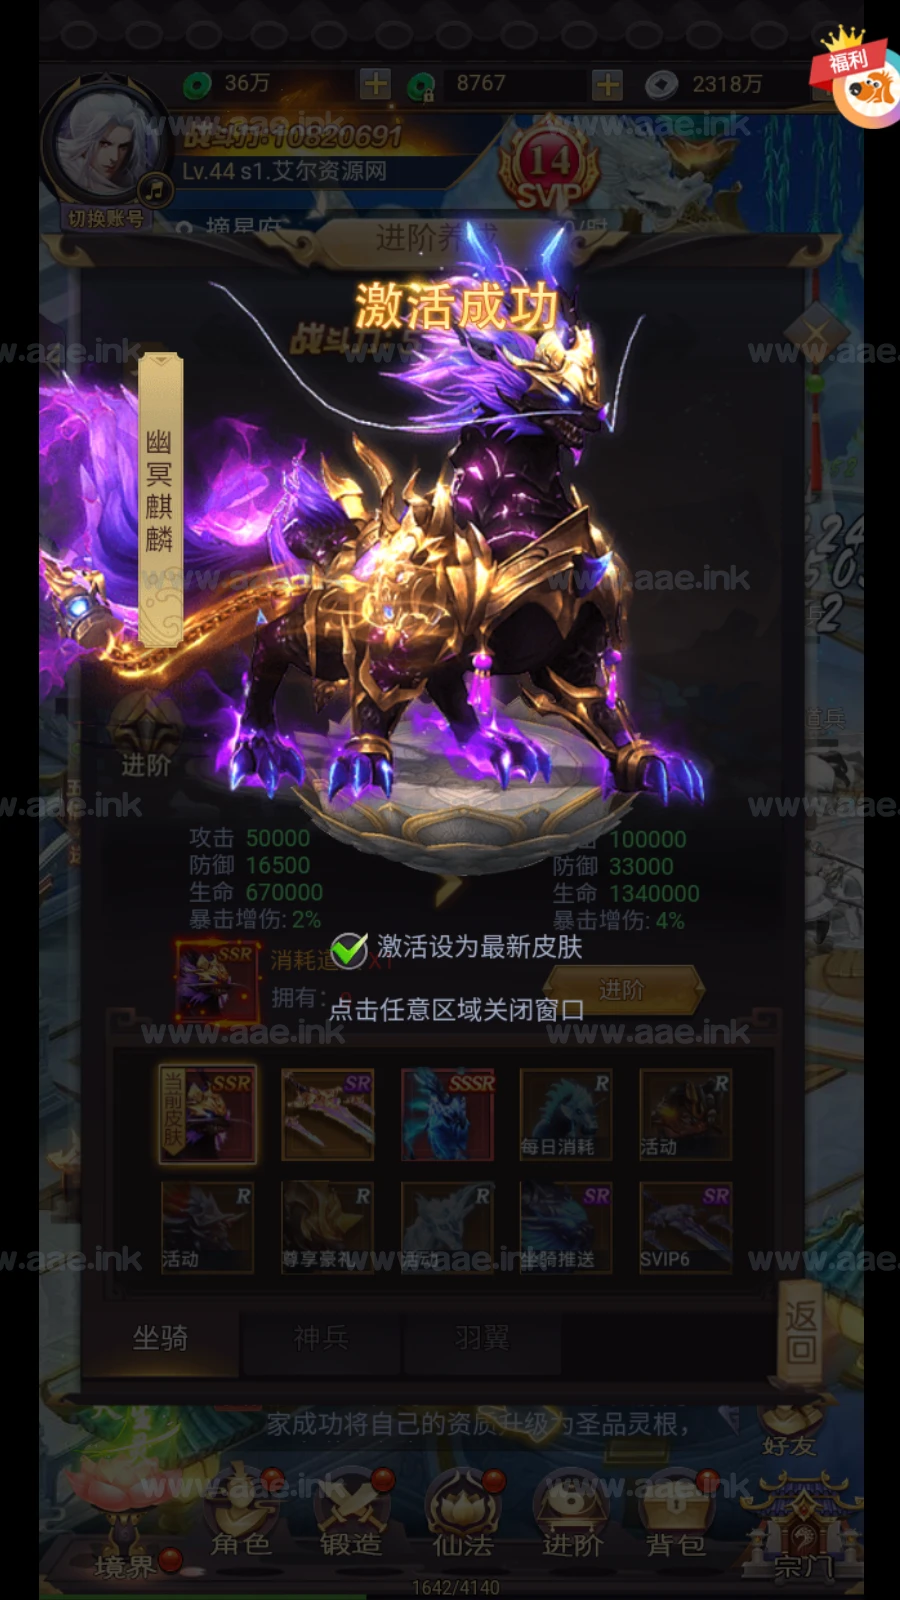 福利
36万
8767
2318万
战斗力:10820691
Lv.44 s1.艾尔资源网
14
SVIP
切换账号
摘星府
进阶养成
激活成功
战斗力:
幽冥麒麟
进阶
攻击 50000
防御 16500
生命 670000
暴击增伤: 2%
100000
防御 33000
生命 1340000
暴击增伤: 4%
SSR
消耗道
X1
激活设为最新皮肤
拥有:
进阶
点击任意区域关闭窗口
当前皮肤
SSR
SR
SSSR
R
每日消耗
R
活动
R
活动
R
尊享豪礼
R
活动
SR
坐骑推送
SR
SVIP6
坐骑
神兵
羽翼
返回
家成功将自己的资质升级为圣品灵根，
好友
境界
角色
锻造
仙法
进阶
背包
宗门
1642/4140
www.aae.ink